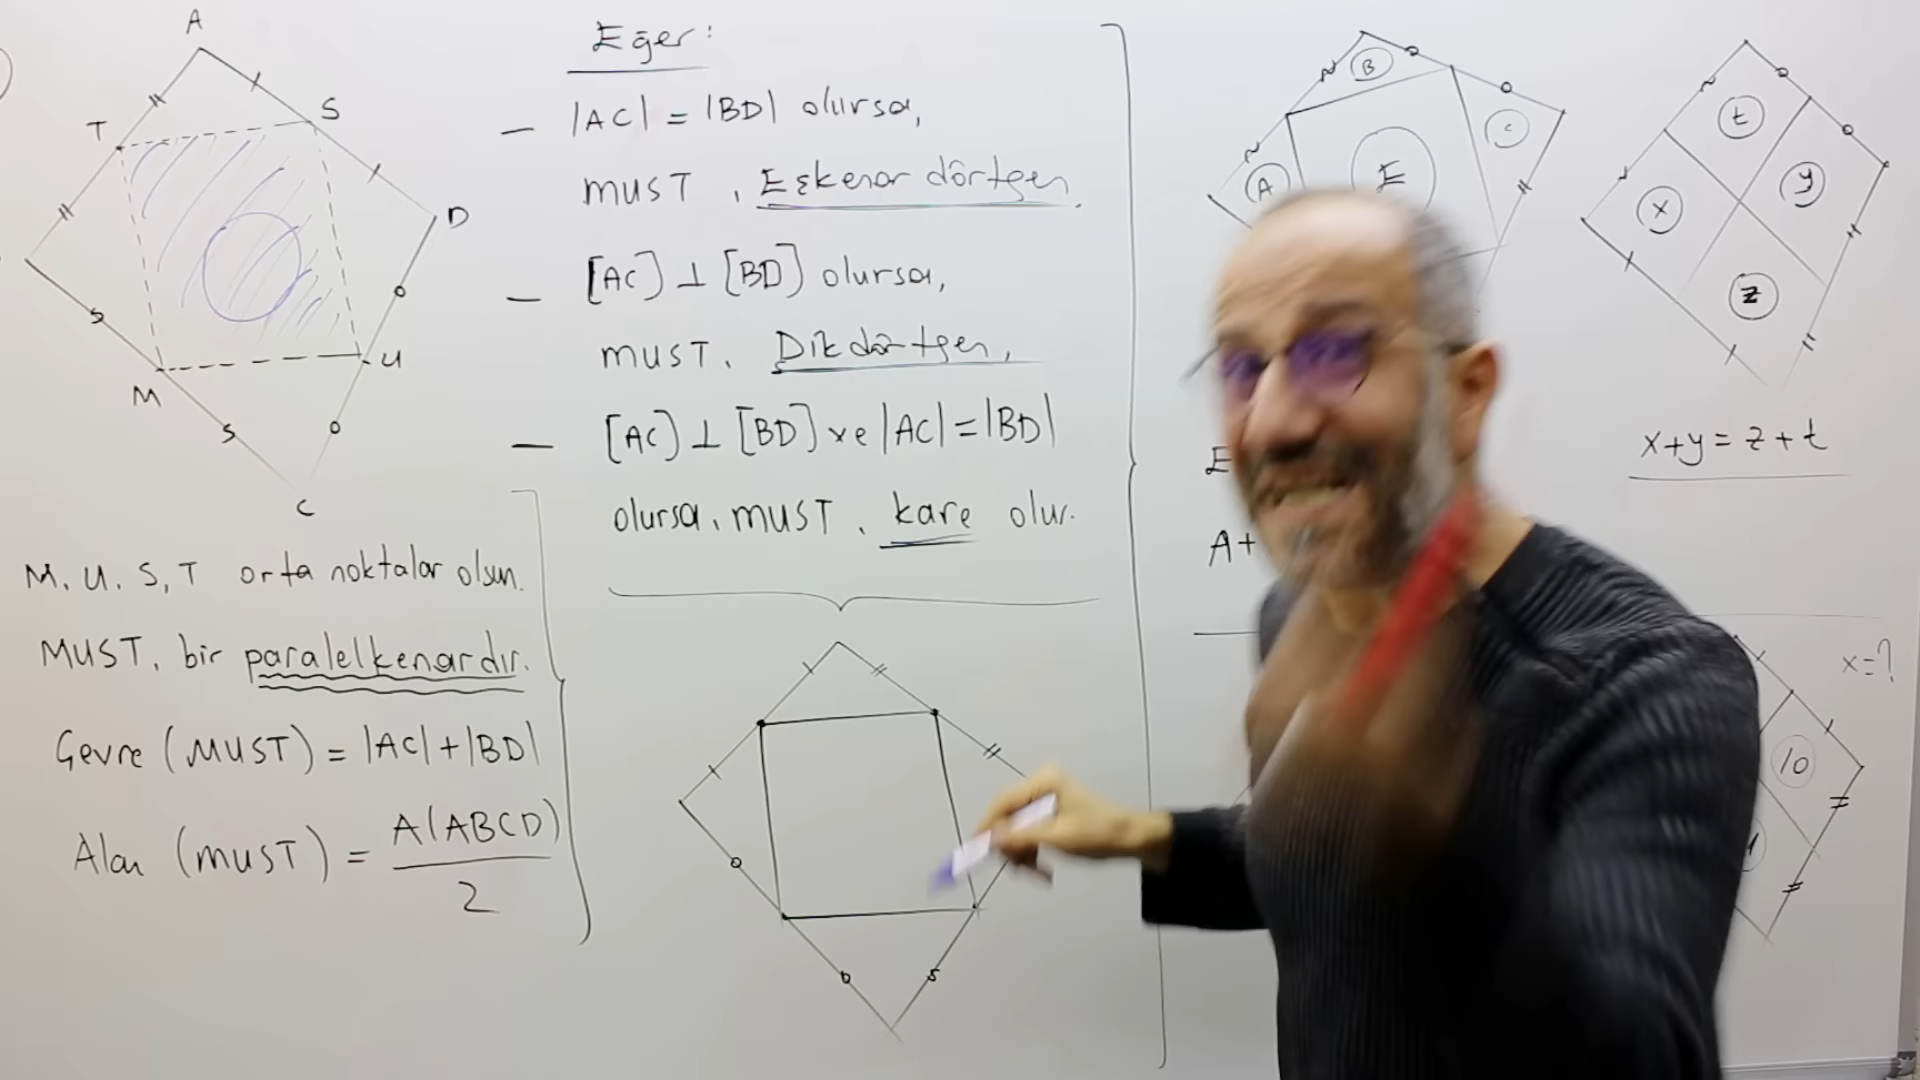 A
T
S
D
U
M
C
M, U, S, T orta noktalar olsun.
MUST, bir paralelkenardır.
Çevre (MUST) = |AC| + |BD|
Alan (MUST) = A(ABCD) / 2
Eğer:
— |AC| = |BD| olursa,
MUST, Eşkenar dörtgen.
— [AC] ⊥ [BD] olursa,
MUST, Dikdörtgen,
— [AC] ⊥ [BD] ve |AC| = |BD|
olursa, MUST, kare olur.
B
A
E
C
E
A+
t
x
y
z
x+y = z+t
x=?
10